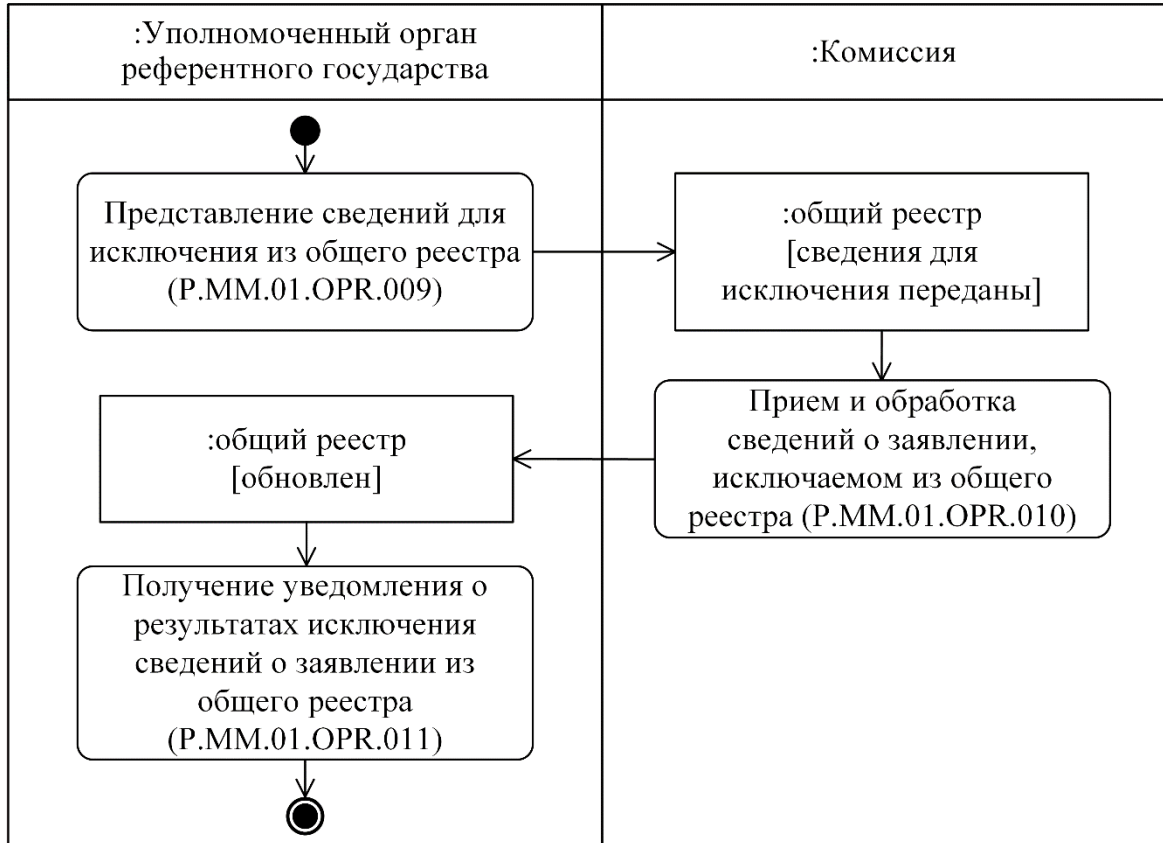 :Уполномоченный орган
референтного государства
:Комиссия
Представление сведений для
исключения из общего реестра
(P.MM.01.OPR.009)
:общий реестр
[сведения для
исключения переданы]
Прием и обработка
сведений о заявлении,
исключаемом из общего
реестра (P.MM.01.OPR.010)
:общий реестр
[обновлен]
Получение уведомления о
результатах исключения
сведений о заявлении из
общего реестра
(P.MM.01.OPR.011)